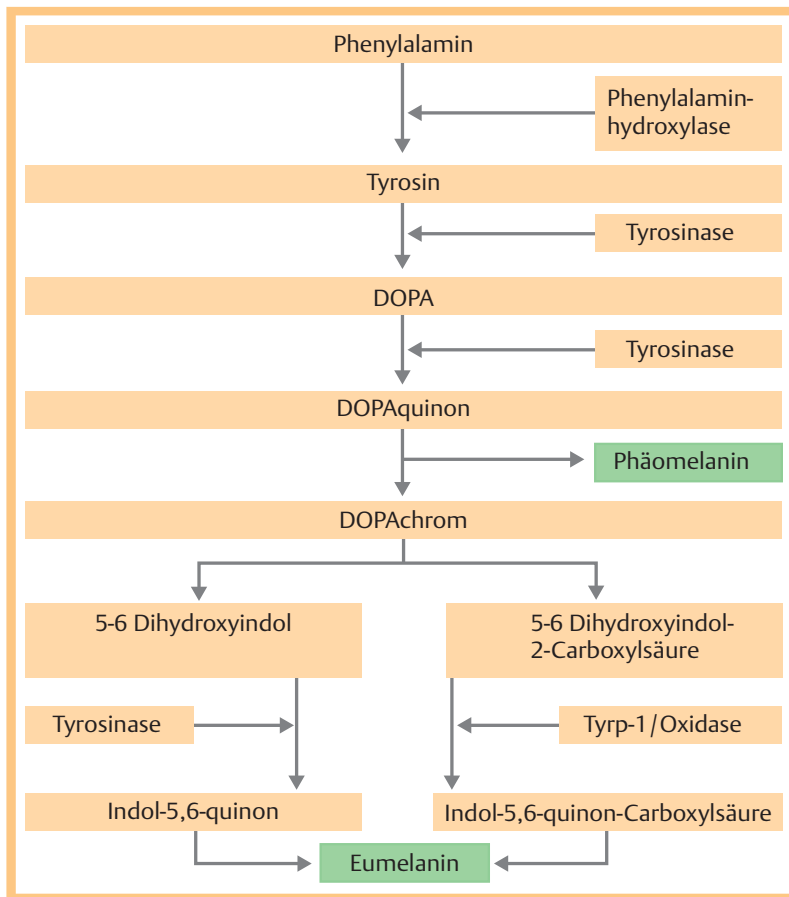 Phenylalamin
Phenylalamin-
hydroxylase
Tyrosin
Tyrosinase
DOPA
Tyrosinase
DOPAquinon
Phäomelanin
DOPAchrom
5-6 Dihydroxyindol
5-6 Dihydroxyindol-
2-Carboxylsäure
Tyrosinase
Tyrp-1/Oxidase
Indol-5,6-quinon
Indol-5,6-quinon-Carboxylsäure
Eumelanin